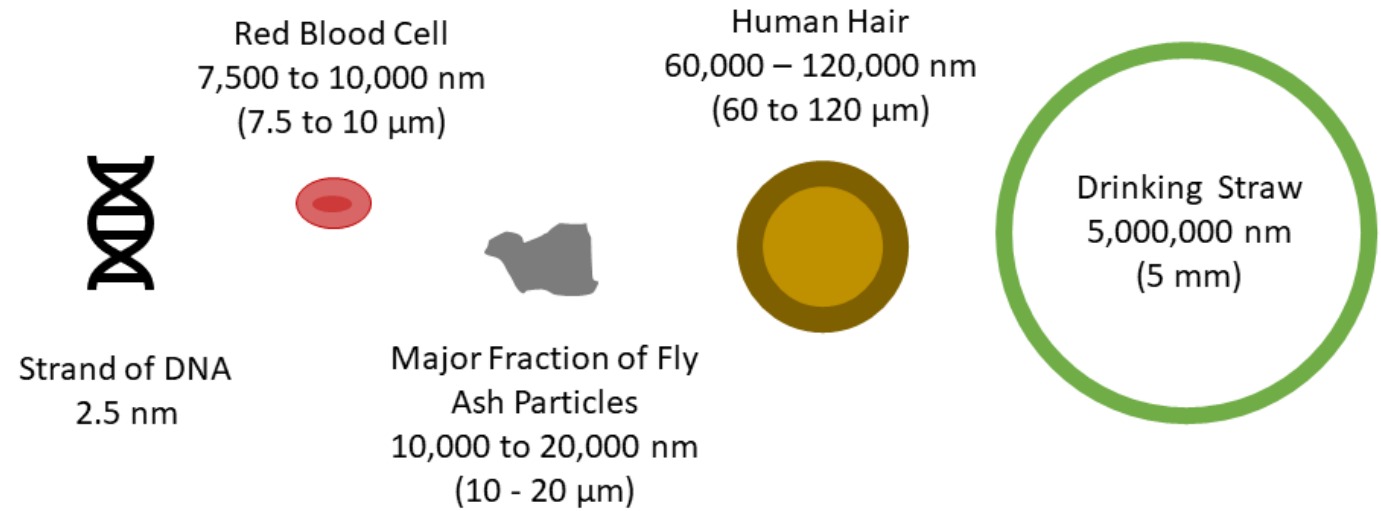 Red Blood Cell
7,500 to 10,000 nm
(7.5 to 10 µm)
Human Hair
60,000 – 120,000 nm
(60 to 120 µm)
Drinking Straw
5,000,000 nm
(5 mm)
Strand of DNA
2.5 nm
Major Fraction of Fly
Ash Particles
10,000 to 20,000 nm
(10 - 20 µm)